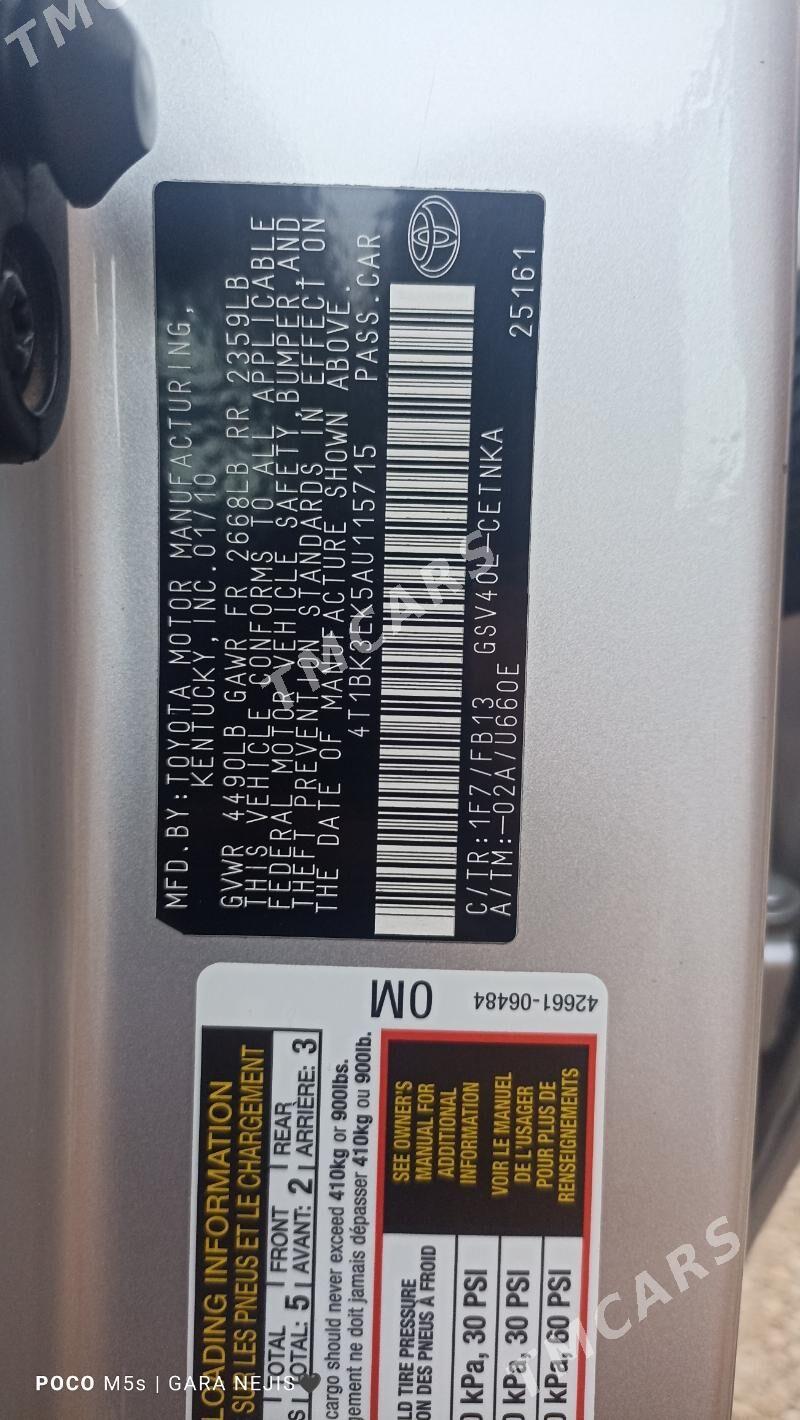 MFD.BY:TOYOTA MOTOR MANUFACTURING,
KENTUCKY,INC.01/10
GVWR 4490LB GAWR FR 2668LB RR 2359LB
THIS VEHICLE CONFORMS TO ALL APPLICABLE
FEDERAL MOTOR VEHICLE SAFETY,BUMPER,AND
THEFT PREVENTION STANDARDS IN EFFECT ON
THE DATE OF MANUFACTURE SHOWN ABOVE.
4T1BK3EK5AU115715 PASS.CAR
C/TR:1F7/FB13 GSV40L-CETNKA
A/TM:-02A/U660E 25161
LOADING INFORMATION
SUR LES PNEUS ET LE CHARGEMENT
TOTAL FRONT REAR
TOTAL: 5 AVANT: 2 ARRIÈRE: 3
cargo should never exceed 410kg or 900lbs.
ne doit jamais dépasser 410kg ou 900lb.
TIRE PRESSURE
DES PNEUS À FROID
kPa, 30 PSI
kPa, 30 PSI
kPa, 60 PSI
SEE OWNER'S
MANUAL FOR
ADDITIONAL
INFORMATION
VOIR LE MANUEL
DE L'USAGER
POUR PLUS DE
RENSEIGNEMENTS
0M
42661-06484
TMCARS
TMCARS
POCO M5s | GARA NEJIS